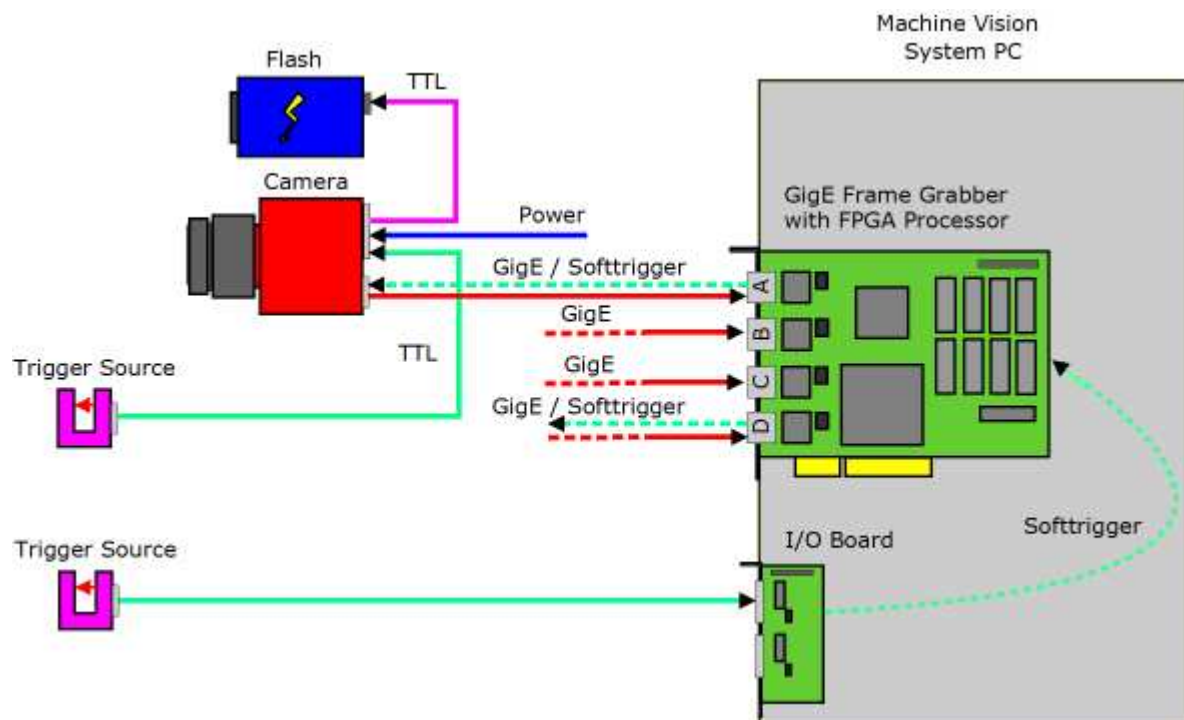 Machine Vision
System PC
Flash
TTL
Camera
GigE Frame Grabber
with FPGA Processor
Power
GigE / Softtrigger
A
GigE
B
TTL
Trigger Source
GigE
C
GigE / Softtrigger
D
Softtrigger
I/O Board
Trigger Source